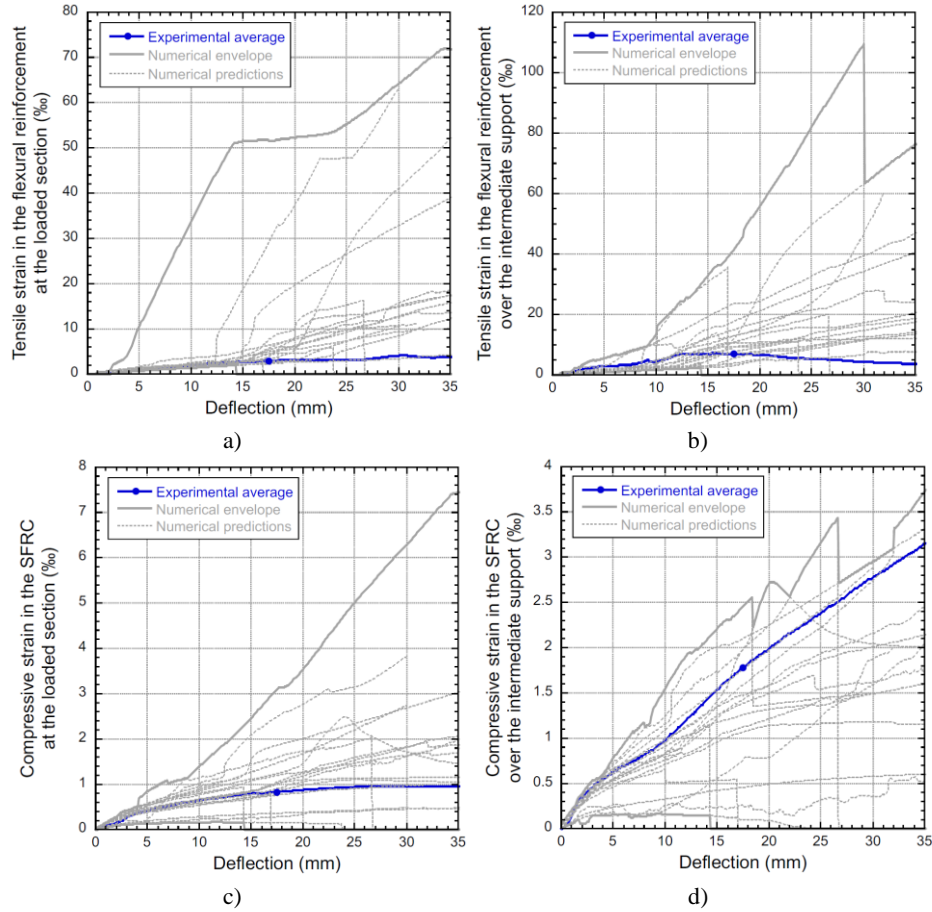 80
70
60
50
40
30
20
10
0
0 5 10 15 20 25 30 35
Experimental average
Numerical envelope
Numerical predictions
Tensile strain in the flexural reinforcement
at the loaded section (‰)
Deflection (mm)
a)
120
100
80
60
40
20
0
0 5 10 15 20 25 30 35
Experimental average
Numerical envelope
Numerical predictions
Tensile strain in the flexural reinforcement
over the intermediate support (‰)
Deflection (mm)
b)
8
7
6
5
4
3
2
1
0
0 5 10 15 20 25 30 35
Experimental average
Numerical envelope
Numerical predictions
Compressive strain in the SFRC
at the loaded section (‰)
Deflection (mm)
c)
4
3.5
3
2.5
2
1.5
1
0.5
0
0 5 10 15 20 25 30 35
Experimental average
Numerical envelope
Numerical predictions
Compressive strain in the SFRC
over the intermediate support (‰)
Deflection (mm)
d)